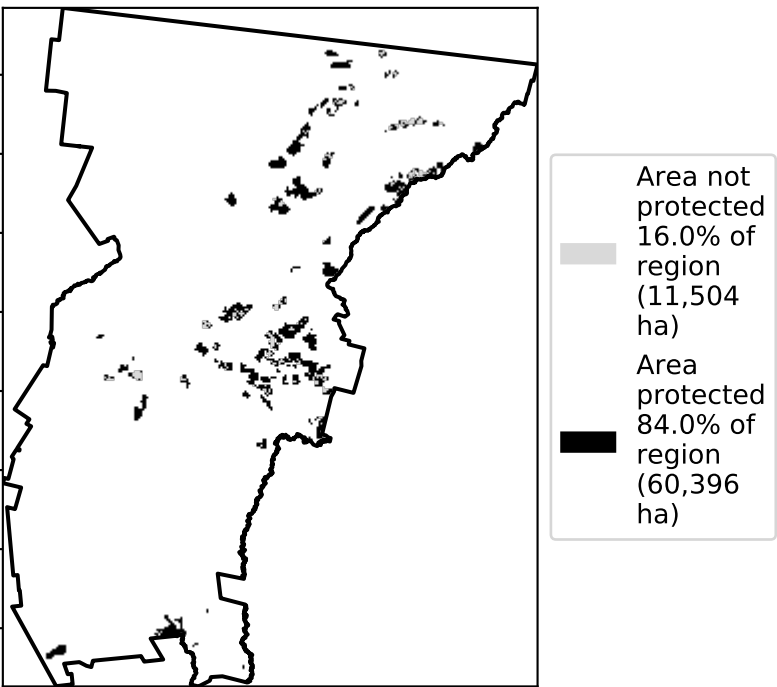 Area not
protected
16.0% of
region
(11,504
ha)
Area
protected
84.0% of
region
(60,396
ha)